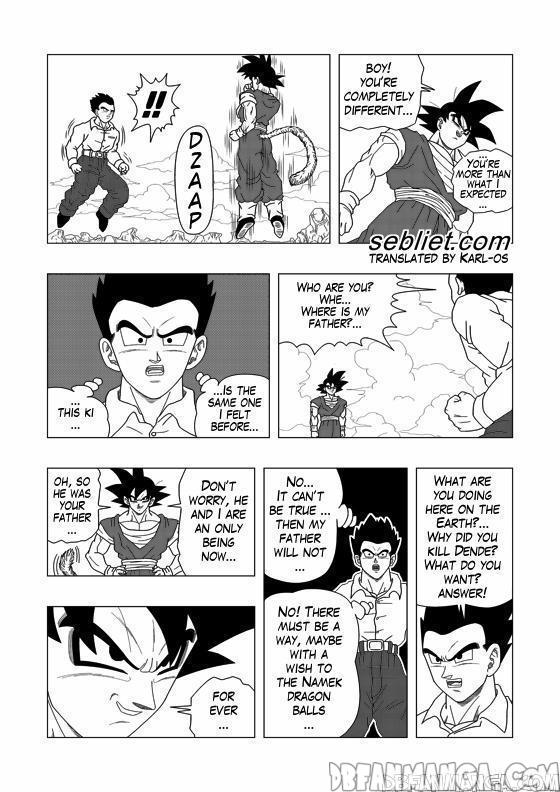 !!
DZAAP
BOY!
YOU'RE
COMPLETELY
DIFFERENT...
...
YOU'RE
MORE THAN
WHAT I
EXPECTED
...
sebliet.com
TRANSLATED BY KARL-OS
...
THIS KI
...
...IS THE
SAME ONE
I FELT
BEFORE...
WHO ARE YOU?
WHE...
WHERE IS MY
FATHER?...
OH, SO
HE WAS
YOUR
FATHER
...
DON'T
WORRY, HE
AND I ARE
AN ONLY
BEING
NOW...
FOR
EVER
...
NO...
IT CAN'T
BE TRUE ...
... THEN MY
FATHER
WILL NOT
...
NO! THERE
MUST BE A
WAY, MAYBE
WITH A
WISH TO
THE NAMEK
DRAGON
BALLS ...
WHAT ARE
YOU DOING
HERE ON THE
EARTH?...
WHY DID YOU
KILL DENDE?
WHAT DO YOU
WANT?
ANSWER!
DBFANMANGA.COM